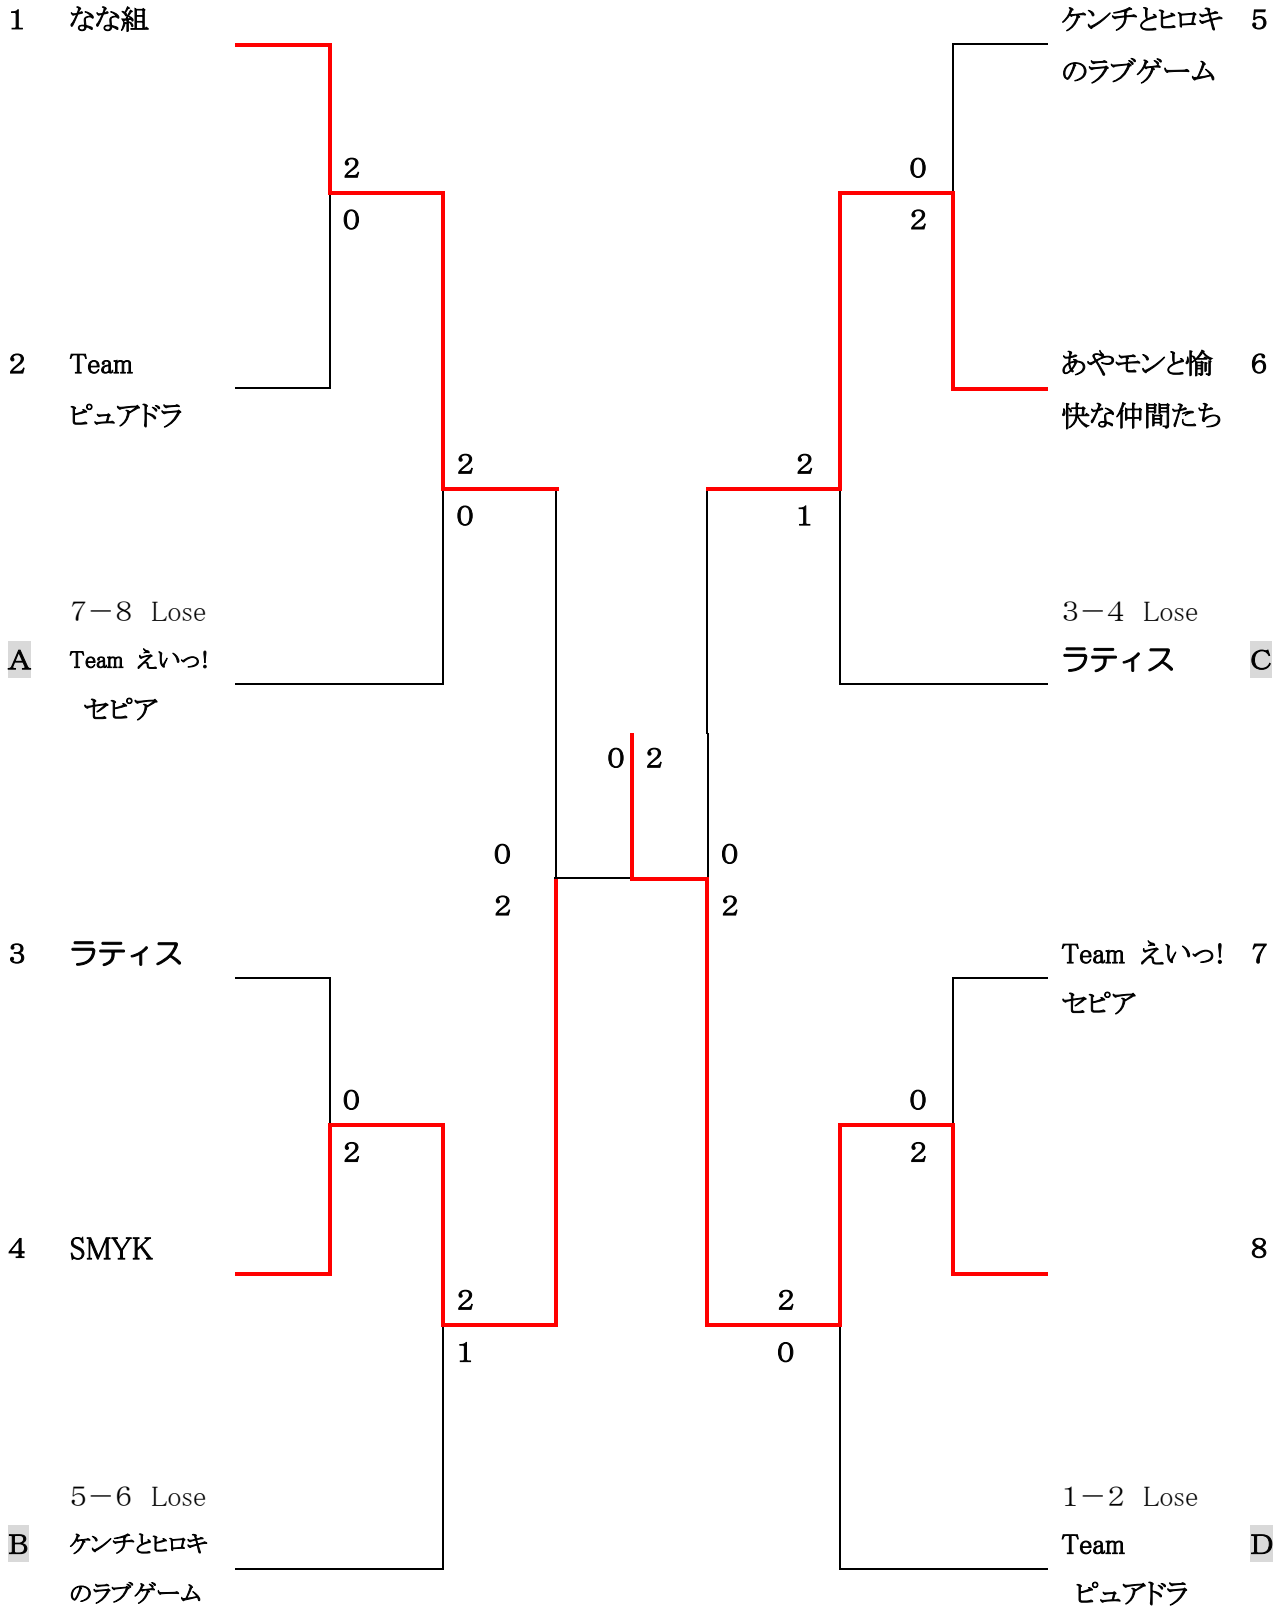 １ なな組
ケンチとヒロキ ５
のラブゲーム
２
０
０
２
２ Team
ピュアドラ
あやモンと愉 ６
快な仲間たち
２
０
２
１
７－８ Lose
A Team えいっ!
セピア
３－４ Lose
ラティス C
０ ２
０
２
０
２
３ ラティス
Team えいっ! ７
セピア
０
２
０
２
４ SMYK
８
２
１
２
０
５－６ Lose
B ケンチとヒロキ
のラブゲーム
１－２ Lose
Team D
ピュアドラ